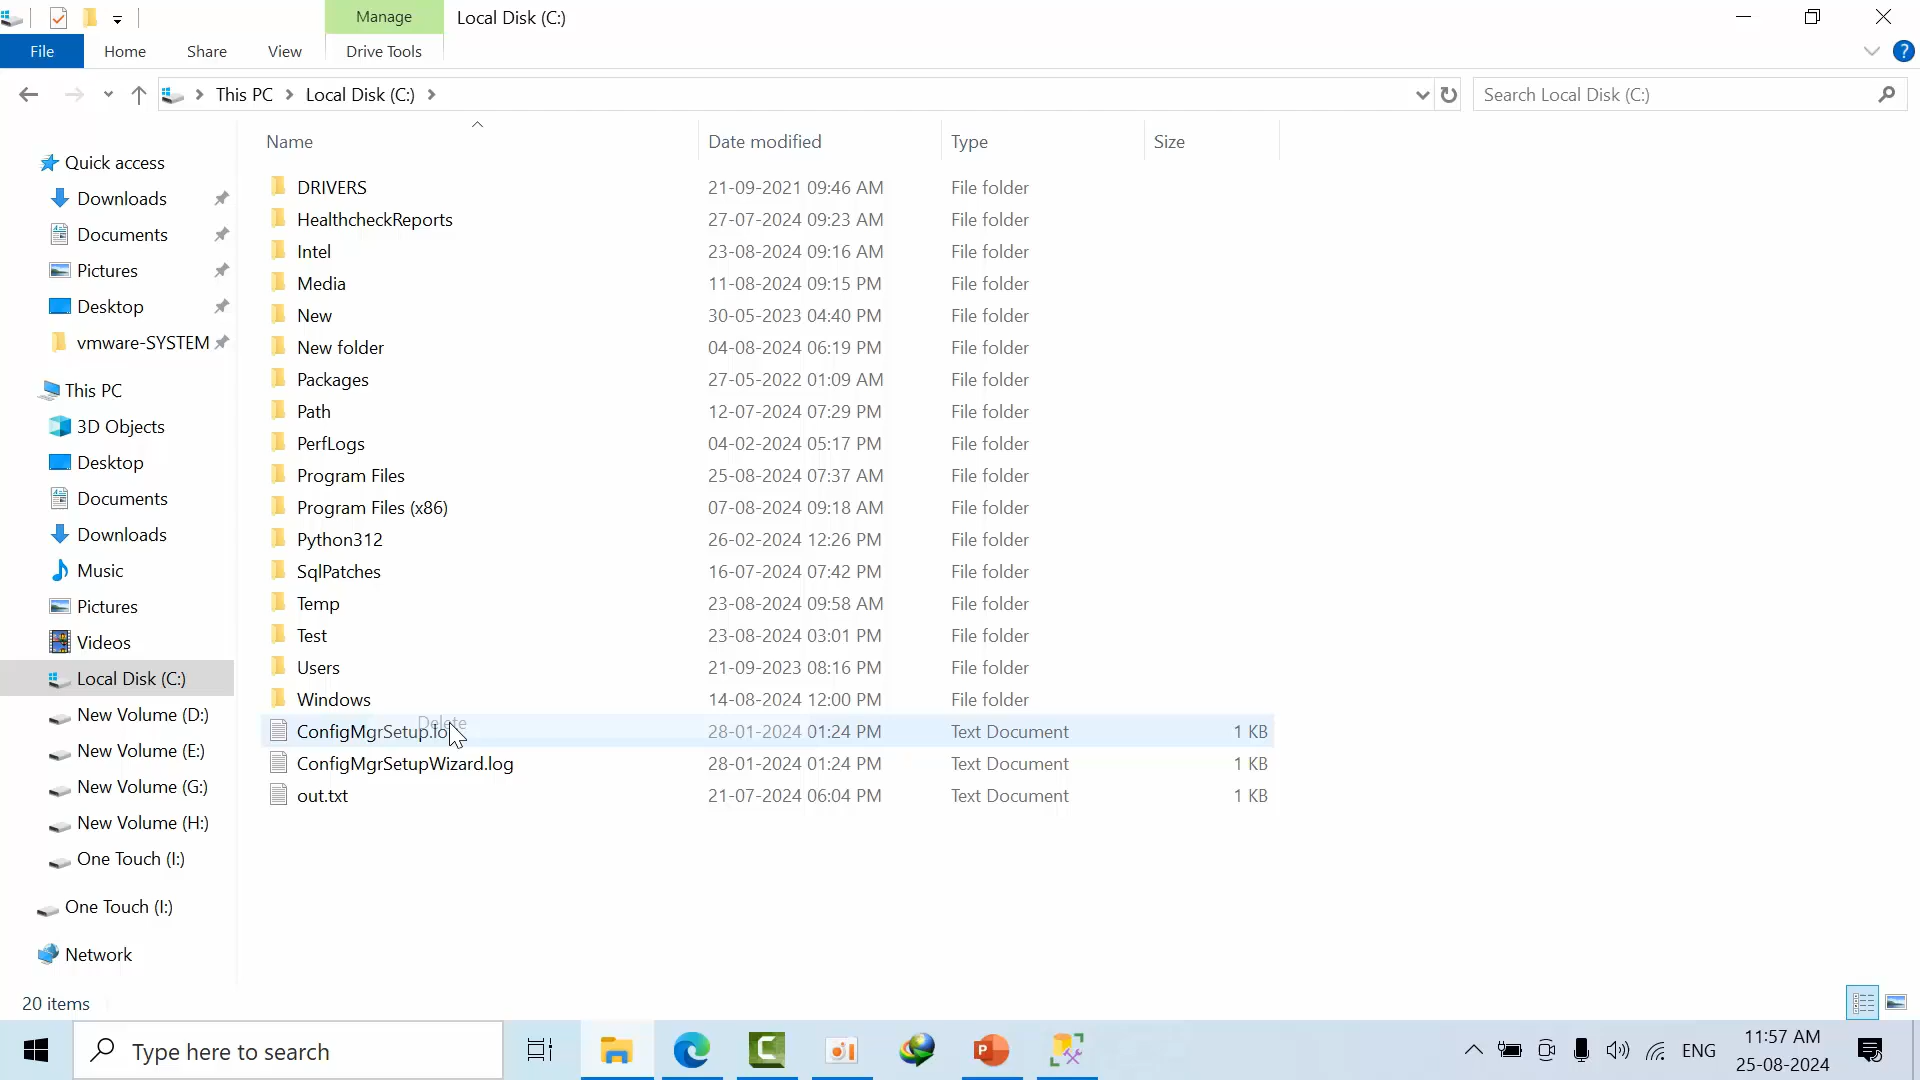 Manage
Local Disk (C:)
File
Home
Share
View
Drive Tools
?
This PC
Local Disk (C:)
Search Local Disk (C:)
Name
Date modified
Type
Size
Quick access
Downloads
Documents
Pictures
Desktop
vmware-SYSTEM
This PC
3D Objects
Desktop
Documents
Downloads
Music
Pictures
Videos
Local Disk (C:)
New Volume (D:)
New Volume (E:)
New Volume (G:)
New Volume (H:)
One Touch (I:)
One Touch (I:)
Network
DRIVERS 21-09-2021 09:46 AM File folder
HealthcheckReports 27-07-2024 09:23 AM File folder
Intel 23-08-2024 09:16 AM File folder
Media 11-08-2024 09:15 PM File folder
New 30-05-2023 04:40 PM File folder
New folder 04-08-2024 06:19 PM File folder
Packages 27-05-2022 01:09 AM File folder
Path 12-07-2024 07:29 PM File folder
PerfLogs 04-02-2024 05:17 PM File folder
Program Files 25-08-2024 07:37 AM File folder
Program Files (x86) 07-08-2024 09:18 AM File folder
Python312 26-02-2024 12:26 PM File folder
SqlPatches 16-07-2024 07:42 PM File folder
Temp 23-08-2024 09:58 AM File folder
Test 23-08-2024 03:01 PM File folder
Users 21-09-2023 08:16 PM File folder
Windows 14-08-2024 12:00 PM File folder
Delete
ConfigMgrSetup.lo 28-01-2024 01:24 PM Text Document 1 KB
ConfigMgrSetupWizard.log 28-01-2024 01:24 PM Text Document 1 KB
out.txt 21-07-2024 06:04 PM Text Document 1 KB
20 items
Type here to search
ENG
11:57 AM
25-08-2024